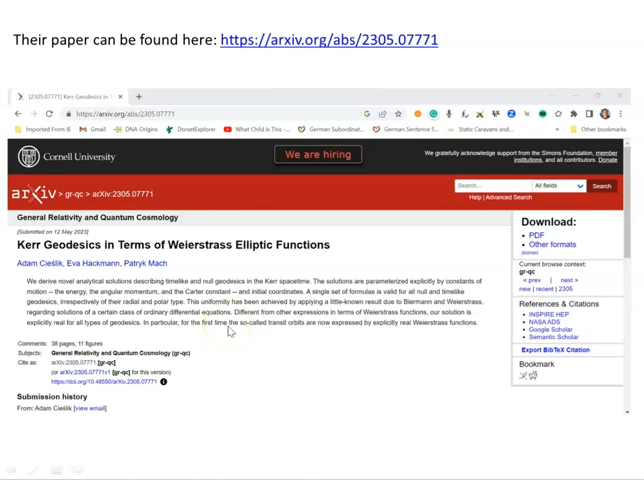 Their paper can be found here: https://arxiv.org/abs/2305.07771
[2305.07771] Kerr Geodesics in T
https://arxiv.org/abs/2305.07771
Imported From IE Gmail DNA Origins DorsetExplorer What Child is This - German Subordinat... German Sentence S... Static Caravans and... Other bookmarks
Cornell University
We are hiring
We gratefully acknowledge support from the Simons Foundation, member institutions, and all contributors. Donate
arXiv > gr-qc > arXiv:2305.07771
Search... All fields Search
Help | Advanced Search
General Relativity and Quantum Cosmology
[Submitted on 12 May 2023]
Kerr Geodesics in Terms of Weierstrass Elliptic Functions
Adam Cieślik, Eva Hackmann, Patryk Mach
We derive novel analytical solutions describing timelike and null geodesics in the Kerr spacetime. The solutions are parameterized explicitly by constants of
motion -- the energy, the angular momentum, and the Carter constant -- and initial coordinates. A single set of formulas is valid for all null and timelike
geodesics, irrespectively of their radial and polar type. This uniformity has been achieved by applying a little-known result due to Biermann and Weierstrass,
regarding solutions of a certain class of ordinary differential equations. Different from other expressions in terms of Weierstrass functions, our solution is
explicitly real for all types of geodesics. In particular, for the first time the so-called transit orbits are now expressed by explicitly real Weierstrass functions.
Comments: 38 pages, 11 figures
Subjects: General Relativity and Quantum Cosmology (gr-qc)
Cite as: arXiv:2305.07771 [gr-qc]
(or arXiv:2305.07771v1 [gr-qc] for this version)
https://doi.org/10.48550/arXiv.2305.07771
Submission history
From: Adam Cieślik [view email]
Download:
PDF
Other formats
(license)
Current browse context:
gr-qc
< prev | next >
new | recent | 2305
References & Citations
INSPIRE HEP
NASA ADS
Google Scholar
Semantic Scholar
Export BibTeX Citation
Bookmark